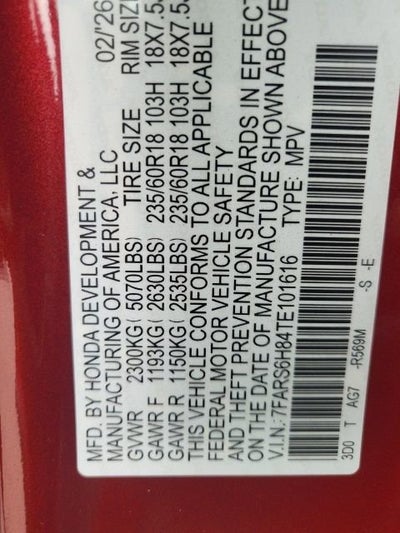 MFD. BY HONDA DEVELOPMENT & 02/'26
MANUFACTURING OF AMERICA, LLC
GVWR 2300KG( 5070LBS) TIRE SIZE RIM SIZE
GAWR F 1193KG( 2630LBS) 235/60R18 103H 18X7.5J
GAWR R 1150KG( 2535LBS) 235/60R18 103H 18X7.5J
THIS VEHICLE CONFORMS TO ALL APPLICABLE
FEDERAL MOTOR VEHICLE SAFETY
AND THEFT PREVENTION STANDARDS IN EFFECT
ON THE DATE OF MANUFACTURE SHOWN ABOVE
V.I.N.: 7FARS6H84TE101616 TYPE: MPV
3D0 T AG7 -R569M -S -E